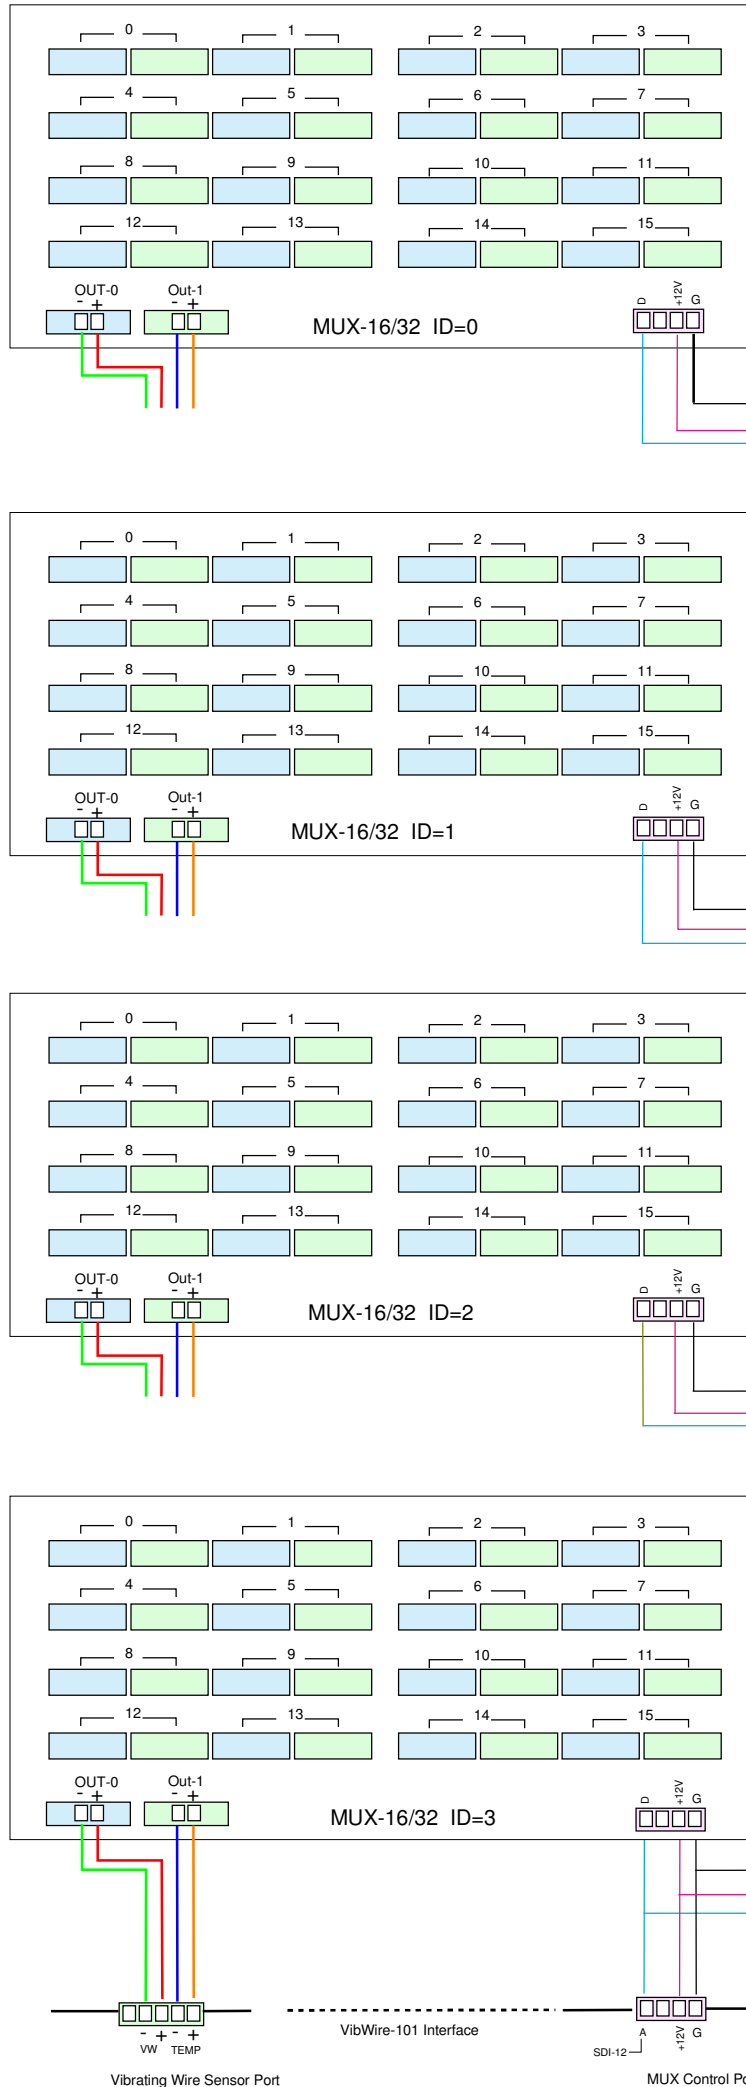 0 1 2 3
4 5 6 7
8 9 10 11
12 13 14 15
OUT-0 Out-1
- + - +
D +12V G
MUX-16/32 ID=0
0 1 2 3
4 5 6 7
8 9 10 11
12 13 14 15
OUT-0 Out-1
- + - +
D +12V G
MUX-16/32 ID=1
0 1 2 3
4 5 6 7
8 9 10 11
12 13 14 15
OUT-0 Out-1
- + - +
D +12V G
MUX-16/32 ID=2
0 1 2 3
4 5 6 7
8 9 10 11
12 13 14 15
OUT-0 Out-1
- + - +
D +12V G
MUX-16/32 ID=3
VibWire-101 Interface
- + - +
VW TEMP
A +12V G
SDI-12
Vibrating Wire Sensor Port
MUX Control Po